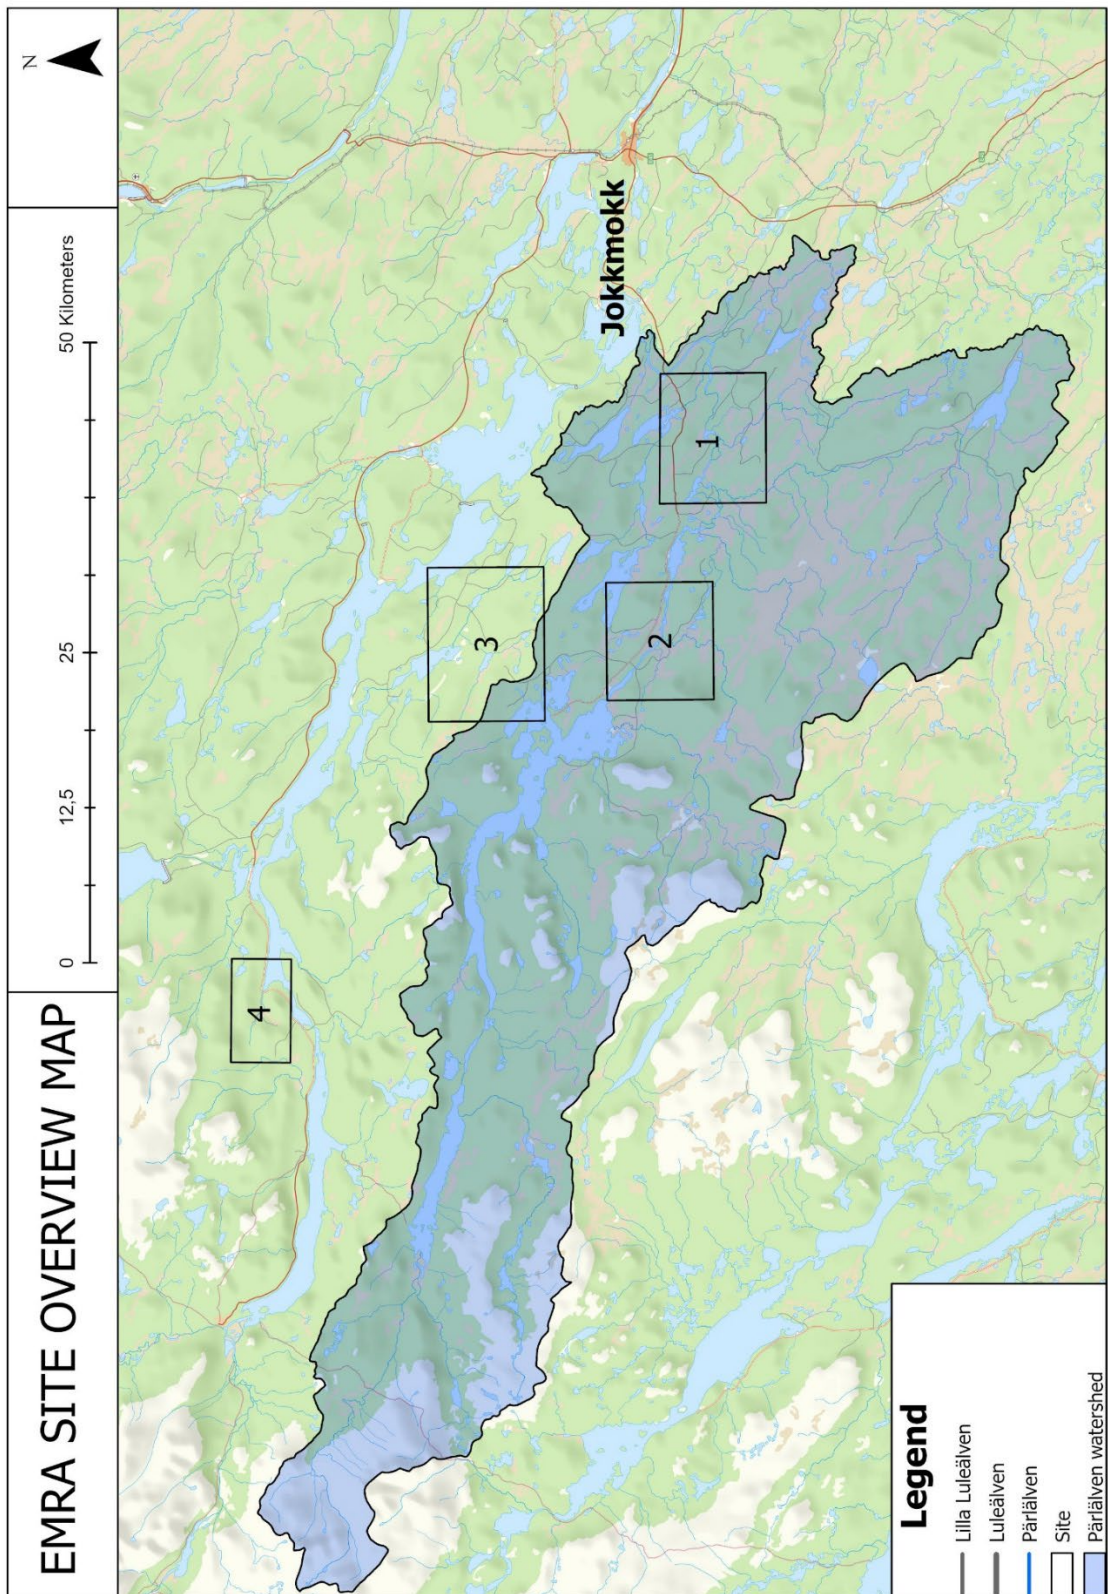 EMRA SITE OVERVIEW MAP
0 12,5 25 50 Kilometers
N
4
3
2
1
Jokkmokk
Legend
Lilla Luleälven
Luleälven
Pärlälven
Site
Pärlälven watershed